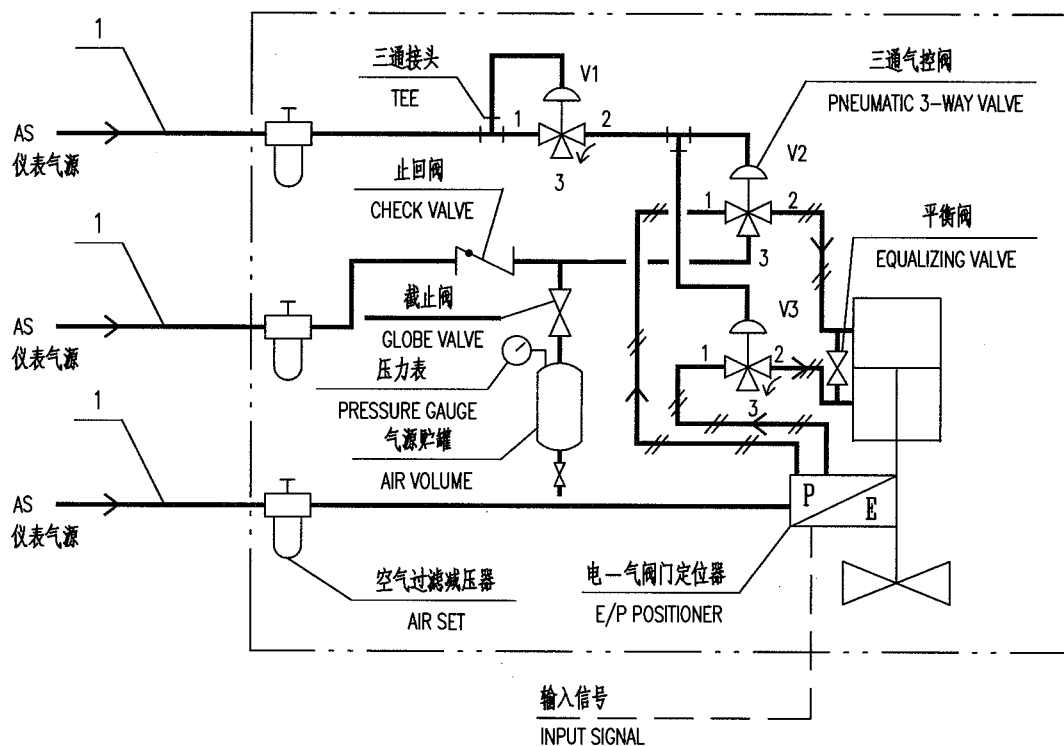 1
三通接头
TEE
V1
三通气控阀
PNEUMATIC 3-WAY VALVE
AS
仪表气源
1
2
3
V2
止回阀
CHECK VALVE
1
1
2
3
平衡阀
EQUALIZING VALVE
AS
仪表气源
截止阀
GLOBE VALVE
V3
1
2
3
压力表
PRESSURE GAUGE
气源贮罐
AIR VOLUME
1
AS
仪表气源
P
E
空气过滤减压器
AIR SET
电—气阀门定位器
E/P POSITIONER
输入信号
INPUT SIGNAL